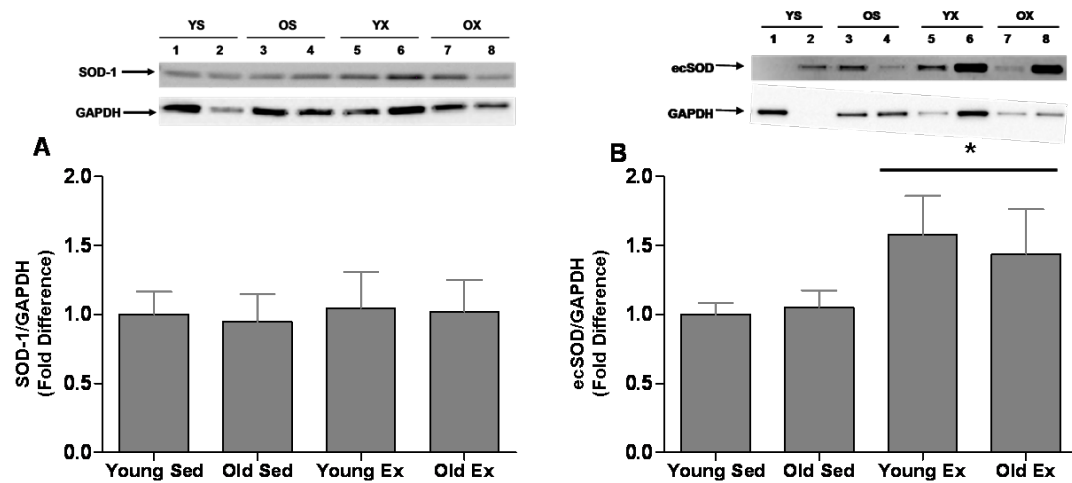 YS OS YX OX
1 2 3 4 5 6 7 8
SOD-1
GAPDH
A
SOD-1/GAPDH
(Fold Difference)
2.0
1.5
1.0
0.5
0.0
Young Sed Old Sed Young Ex Old Ex
YS OS YX OX
1 2 3 4 5 6 7 8
ecSOD
GAPDH
B
*
ecSOD/GAPDH
(Fold Difference)
2.0
1.5
1.0
0.5
0.0
Young Sed Old Sed Young Ex Old Ex